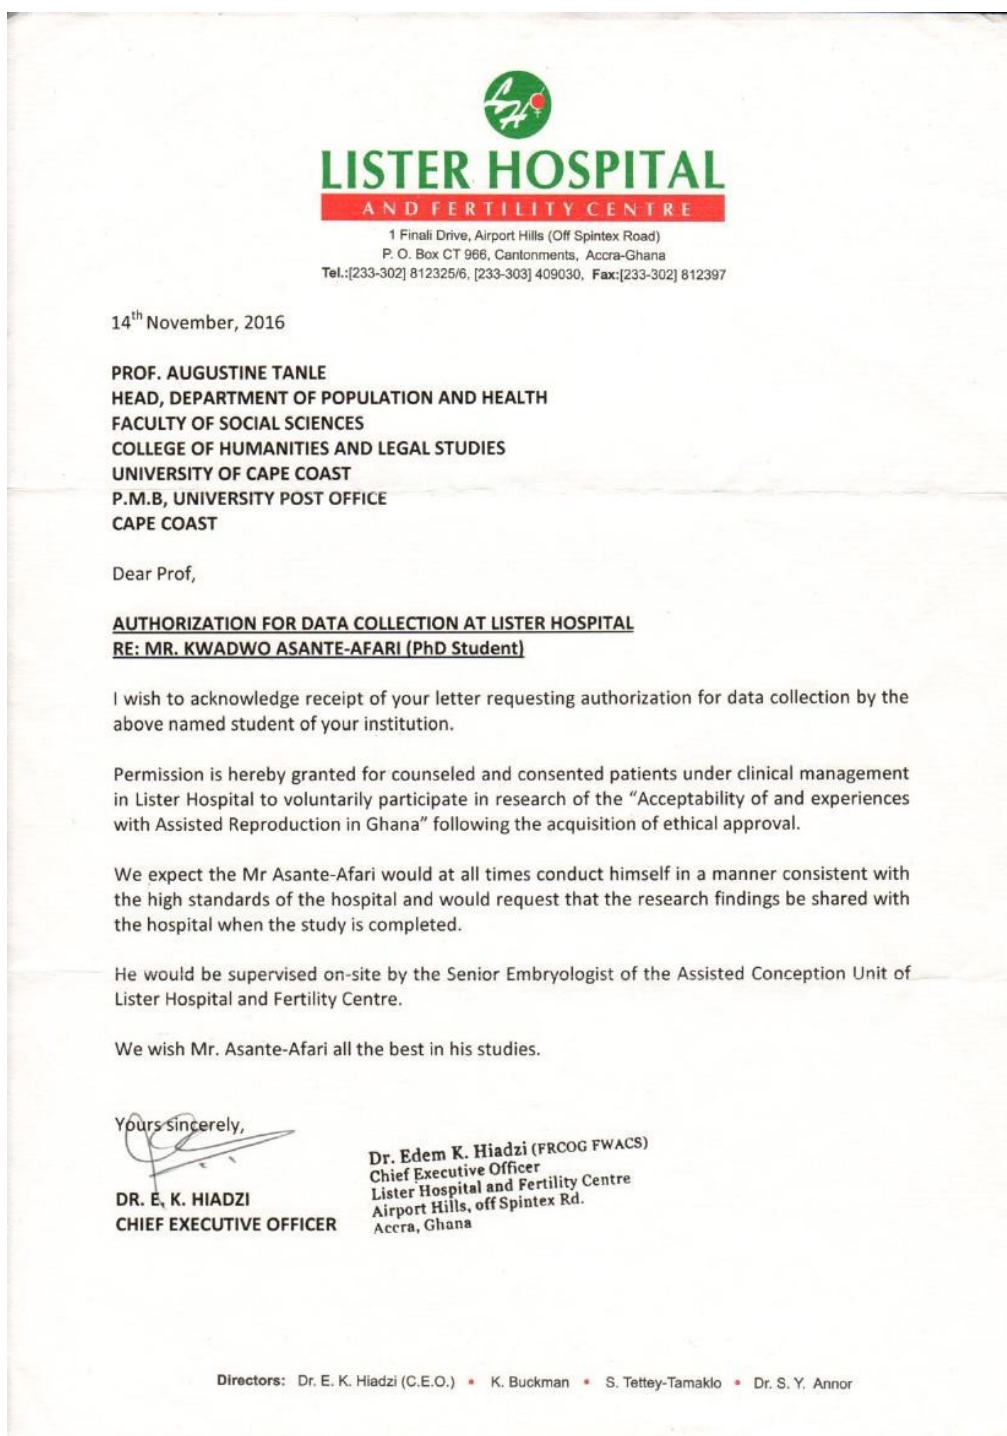 LH
LISTER HOSPITAL
AND FERTILITY CENTRE
1 Finali Drive, Airport Hills (Off Spintex Road)
P. O. Box CT 966, Cantonments, Accra-Ghana
Tel.:[233-302] 812325/6, [233-303] 409030, Fax:[233-302] 812397
14th November, 2016
PROF. AUGUSTINE TANLE
HEAD, DEPARTMENT OF POPULATION AND HEALTH
FACULTY OF SOCIAL SCIENCES
COLLEGE OF HUMANITIES AND LEGAL STUDIES
UNIVERSITY OF CAPE COAST
P.M.B, UNIVERSITY POST OFFICE
CAPE COAST
Dear Prof,
AUTHORIZATION FOR DATA COLLECTION AT LISTER HOSPITAL
RE: MR. KWADWO ASANTE-AFARI (PhD Student)
I wish to acknowledge receipt of your letter requesting authorization for data collection by the
above named student of your institution.
Permission is hereby granted for counseled and consented patients under clinical management
in Lister Hospital to voluntarily participate in research of the “Acceptability of and experiences
with Assisted Reproduction in Ghana” following the acquisition of ethical approval.
We expect the Mr Asante-Afari would at all times conduct himself in a manner consistent with
the high standards of the hospital and would request that the research findings be shared with
the hospital when the study is completed.
He would be supervised on-site by the Senior Embryologist of the Assisted Conception Unit of
Lister Hospital and Fertility Centre.
We wish Mr. Asante-Afari all the best in his studies.
Yours sincerely,
DR. E. K. HIADZI
CHIEF EXECUTIVE OFFICER
Dr. Edem K. Hiadzi (FRCOG FWACS)
Chief Executive Officer
Lister Hospital and Fertility Centre
Airport Hills, off Spintex Rd.
Accra, Ghana
Directors: Dr. E. K. Hiadzi (C.E.O.) • K. Buckman • S. Tettey-Tamaklo • Dr. S. Y. Annor